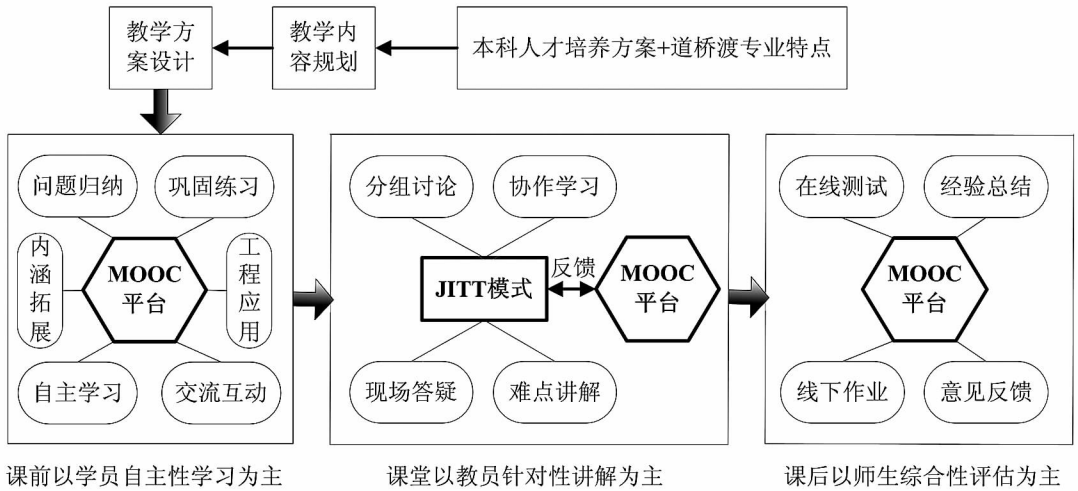 教学方
案设计
教学内
容规划
本科人才培养方案+道桥渡专业特点
问题归纳
巩固练习
内涵拓展
MOOC
平台
工程应用
自主学习
交流互动
课前以学员自主性学习为主
分组讨论
协作学习
JITT模式
反馈
MOOC
平台
现场答疑
难点讲解
课堂以教员针对性讲解为主
在线测试
经验总结
MOOC
平台
线下作业
意见反馈
课后以师生综合性评估为主